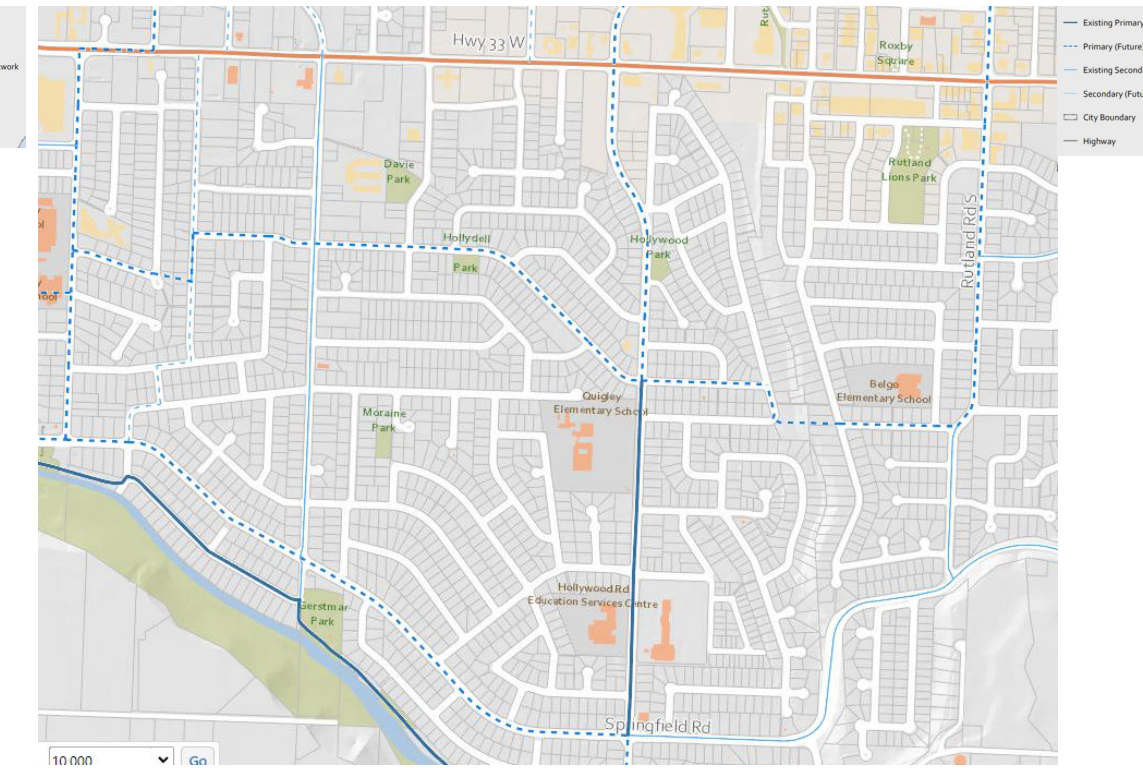 twork
Hwy 33 W
Roxby
Square
Rut
Davie
Park
Rutland
Lions Park
Rutland Rd S
Hollydell
Park
Hollywood
Park
Quigley
Elementary School
Belgo
Elementary School
Moraine
Park
Hollywood Rd
Education Services Centre
Gerstmar
Park
Springfield Rd
10 000
Go
Existing Primary
Primary (Future)
Existing Second
Secondary (Futu
City Boundary
Highway